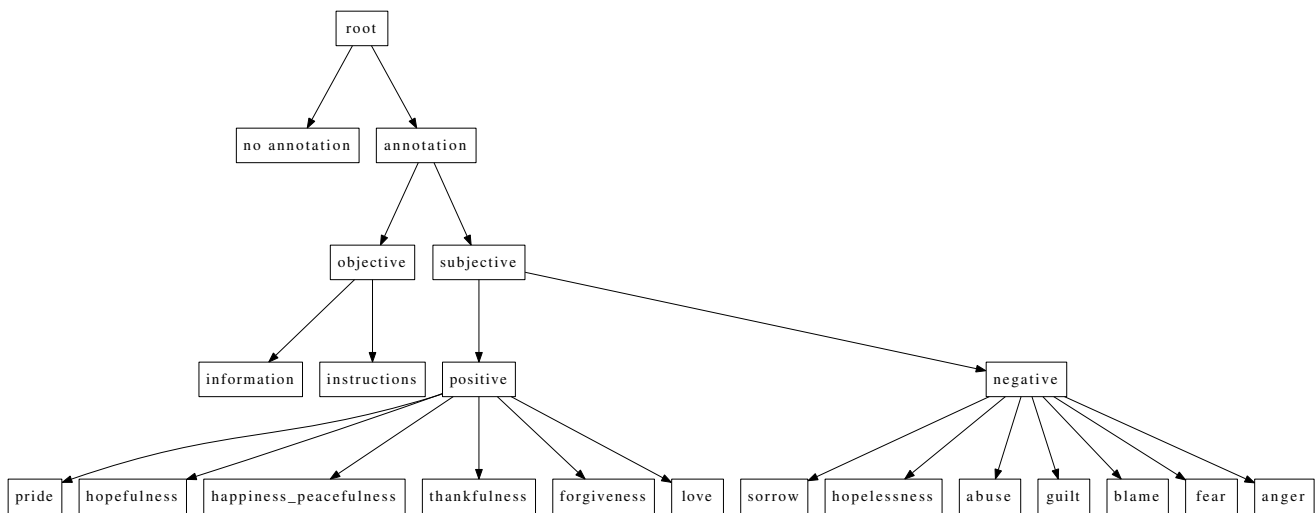 root
no annotation
annotation
objective
subjective
information
instructions
positive
negative
pride
hopefulness
happiness_peacefulness
thankfulness
forgiveness
love
sorrow
hopelessness
abuse
guilt
blame
fear
anger